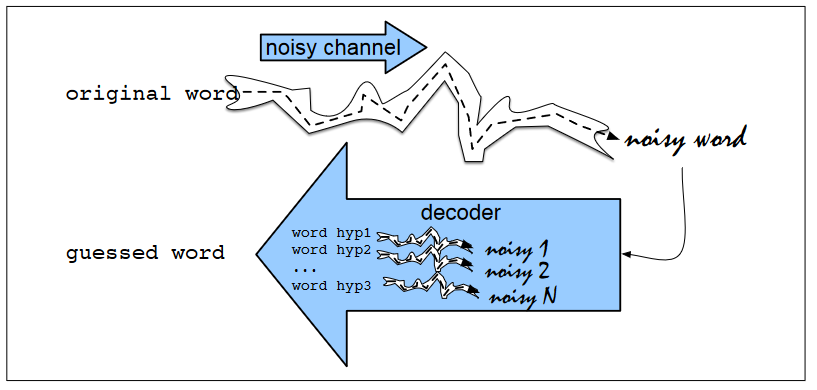 noisy channel
original word
noisy word
decoder
word hyp1
noisy 1
word hyp2
noisy 2
...
word hyp3
noisy N
guessed word